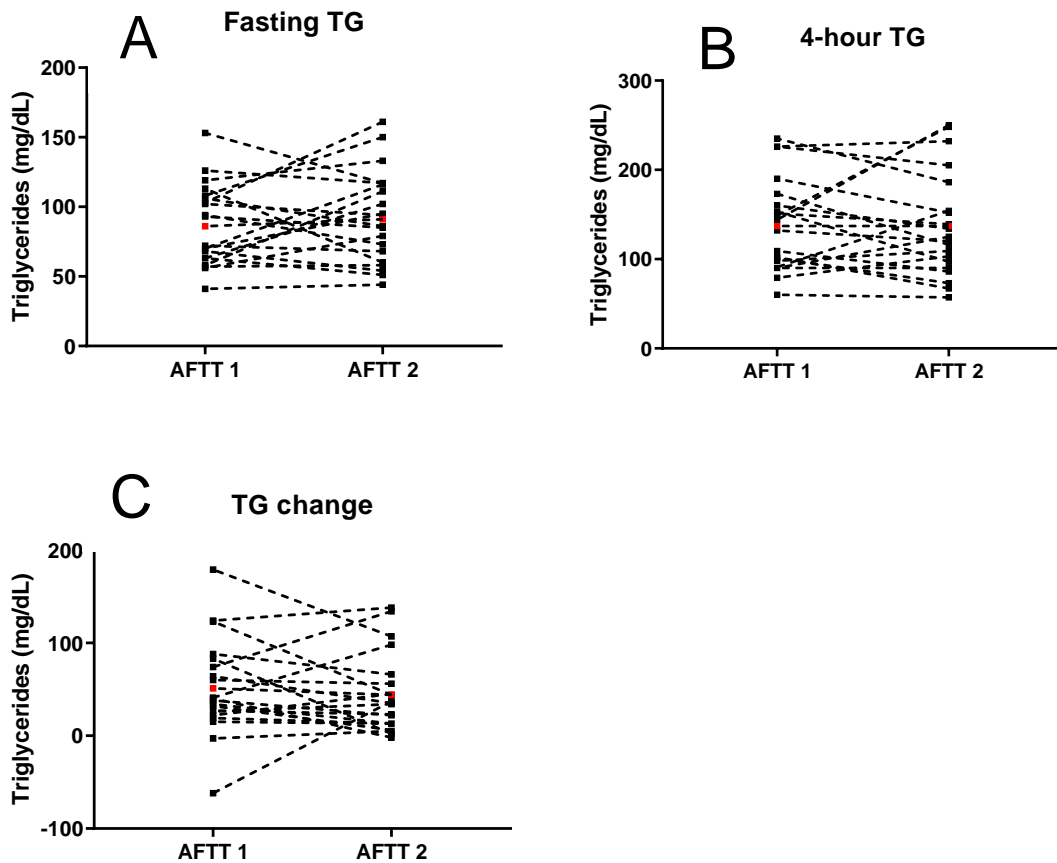 A
Fasting TG
Triglycerides (mg/dL)
200
150
100
50
0
AFTT 1
AFTT 2
B
4-hour TG
Triglycerides (mg/dL)
300
200
100
0
AFTT 1
AFTT 2
C
TG change
Triglycerides (mg/dL)
200
100
0
-100
AFTT 1
AFTT 2